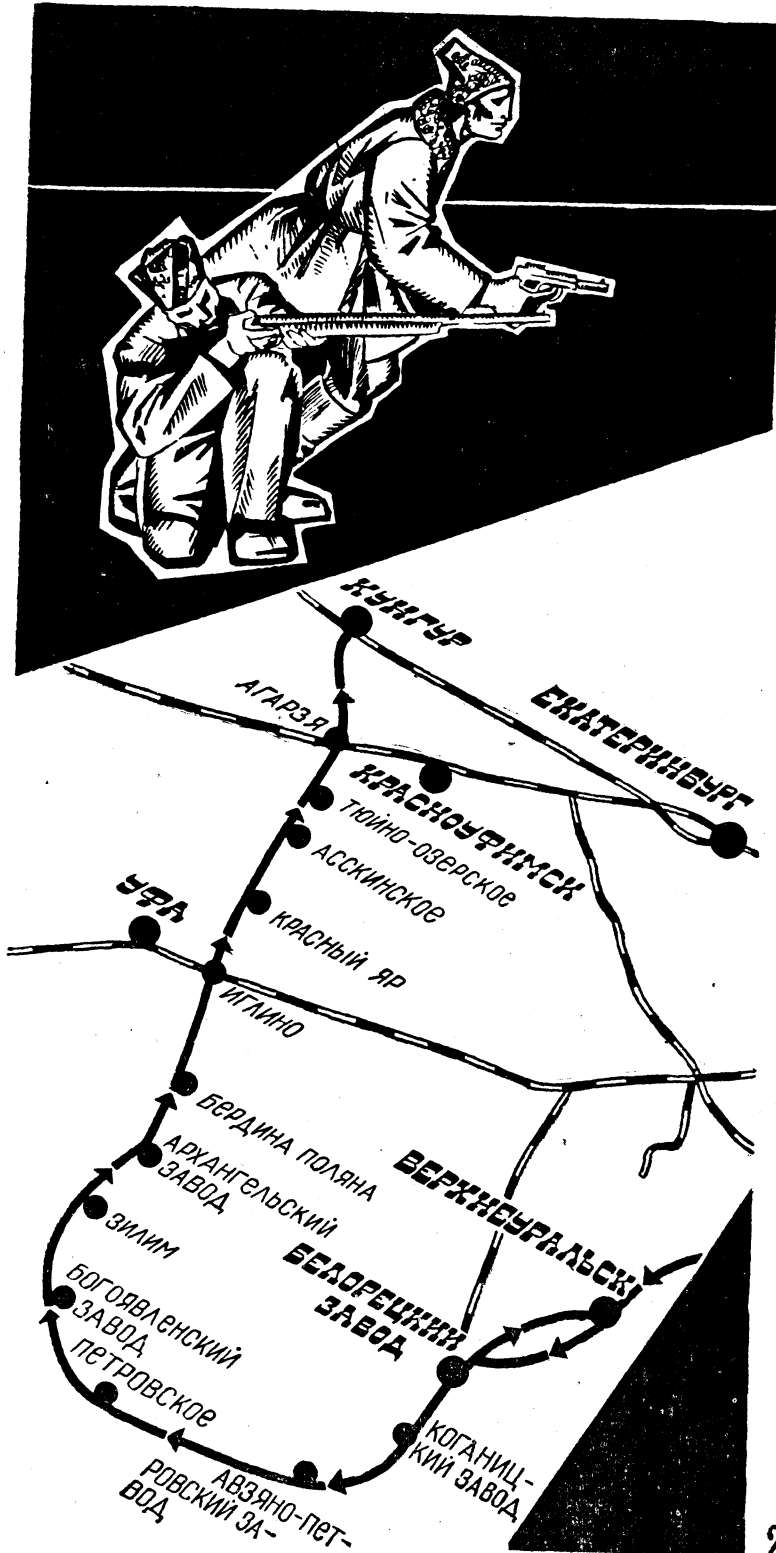 КУНГУР
АГАРЗЯ
ЕКАТЕРИНБУРГ
КРАСНОУФИМСК
ТЮЙНО-ОЗЕРСКОЕ
АССКИНСКОЕ
УФА
КРАСНЫЙ ЯР
ИГЛИНО
БЕРДИНА ПОЛЯНА
АРХАНГЕЛЬСКИЙ
ЗАВОД
ВЕРХНЕУРАЛЬСК
ЗИЛИМ
БЕЛОРЕЦКИЙ
ЗАВОД
БОГОЯВЛЕНСКИЙ
ЗАВОД
ПЕТРОВСКОЕ
КОГАНИЦ-
КИЙ ЗАВОД
АВЗЯНО-ПЕТ-
РОВСКИЙ ЗА-
ВОД